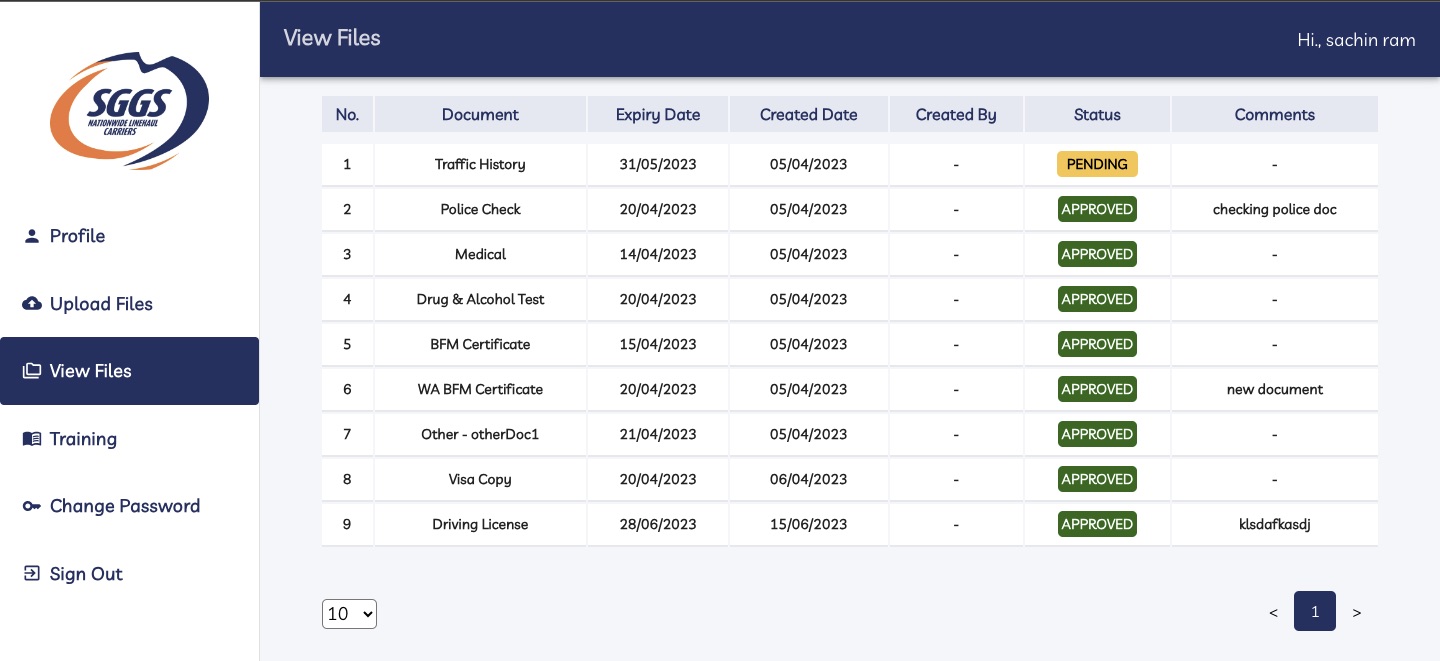 SGGS
NATIONWIDE LINEHAUL
CARRIERS
Profile
Upload Files
View Files
Training
Change Password
Sign Out
View Files
Hi., sachin ram
No. Document Expiry Date Created Date Created By Status Comments
1 Traffic History 31/05/2023 05/04/2023 - PENDING -
2 Police Check 20/04/2023 05/04/2023 - APPROVED checking police doc
3 Medical 14/04/2023 05/04/2023 - APPROVED -
4 Drug & Alcohol Test 20/04/2023 05/04/2023 - APPROVED -
5 BFM Certificate 15/04/2023 05/04/2023 - APPROVED -
6 WA BFM Certificate 20/04/2023 05/04/2023 - APPROVED new document
7 Other - otherDoc1 21/04/2023 05/04/2023 - APPROVED -
8 Visa Copy 20/04/2023 06/04/2023 - APPROVED -
9 Driving License 28/06/2023 15/06/2023 - APPROVED klsdafkasdj
10
< 1 >